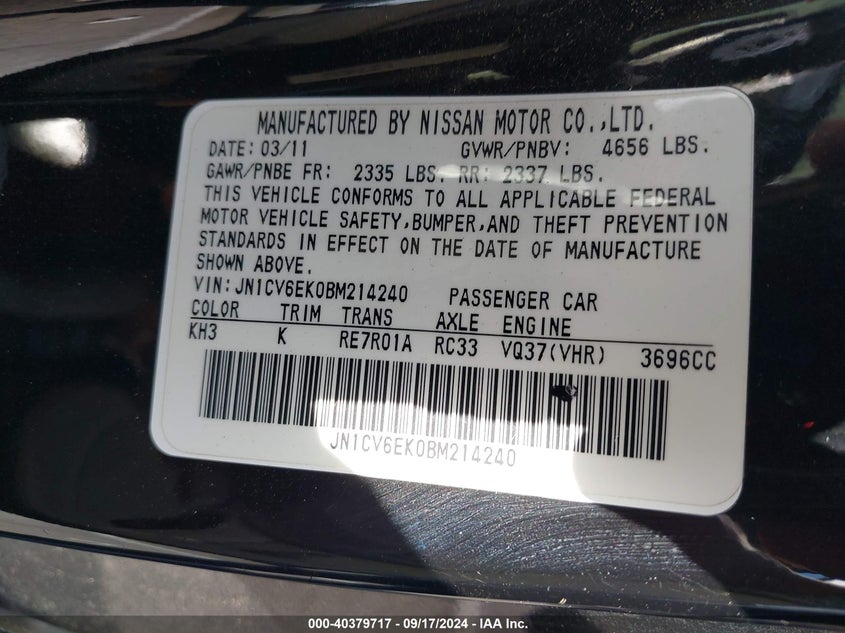 MANUFACTURED BY NISSAN MOTOR CO.,LTD.
DATE: 03/11 GVWR/PNBV: 4656 LBS.
GAWR/PNBE FR: 2335 LBS. RR: 2337 LBS.
THIS VEHICLE CONFORMS TO ALL APPLICABLE FEDERAL
MOTOR VEHICLE SAFETY,BUMPER,AND THEFT PREVENTION
STANDARDS IN EFFECT ON THE DATE OF MANUFACTURE
SHOWN ABOVE.
VIN:JN1CV6EK0BM214240 PASSENGER CAR
COLOR TRIM TRANS AXLE ENGINE
KH3 K RE7R01A RC33 VQ37(VHR) 3696CC
JN1CV6EK0BM214240
000-40379717 - 09/17/2024 - IAA Inc.